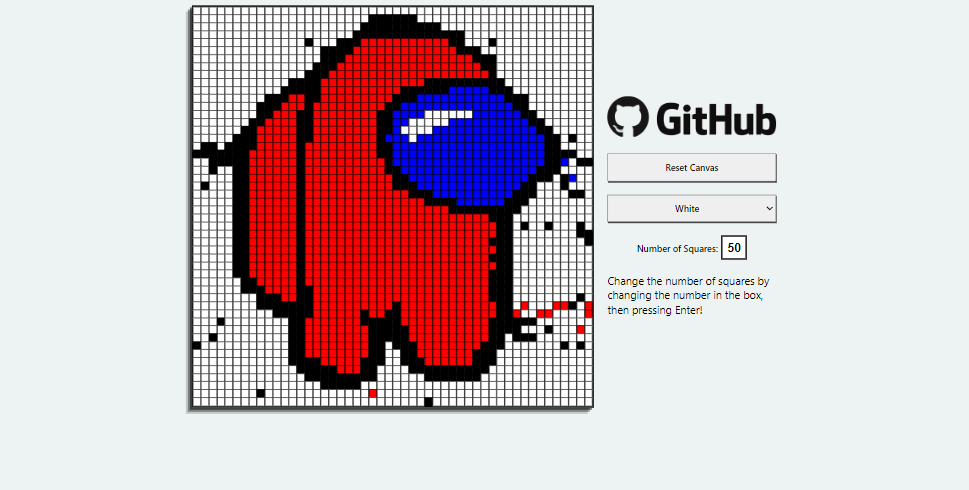 GitHub
Reset Canvas
White
Number of Squares: 50
Change the number of squares by
changing the number in the box,
then pressing Enter!